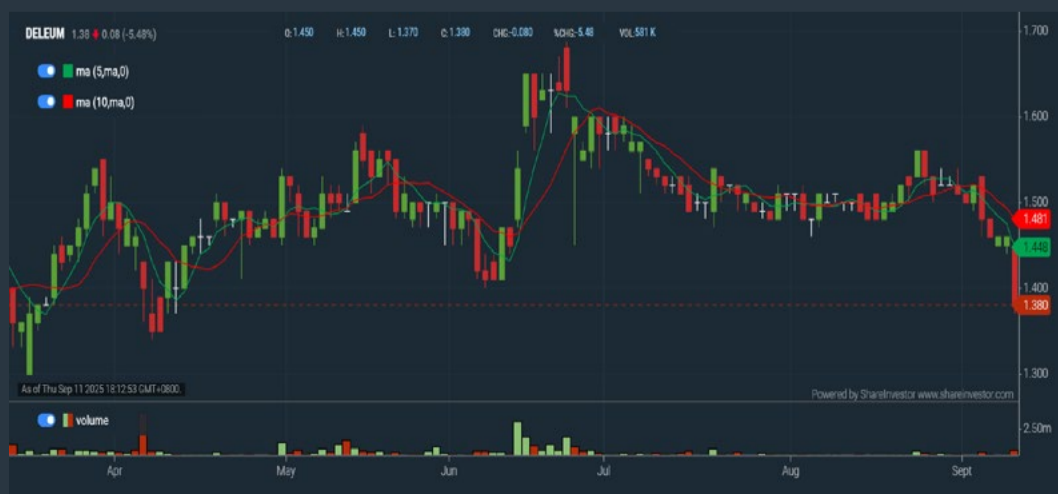 DELEUM 1.38 0.08 (-5.48%) O: 1.450 H: 1.450 L: 1.370 C: 1.380 CHG:-0.080 %CHG:-5.48 VOL:581 K
ma (5,ma,0)
ma (10,ma,0)
1.700
1.600
1.500
1.481
1.448
1.400
1.380
1.300
As of Thu Sep 11 2025 18:12:53 GMT+0800.
Powered by ShareInvestor www.shareinvestor.com
volume
2.50m
Apr May Jun Jul Aug Sept